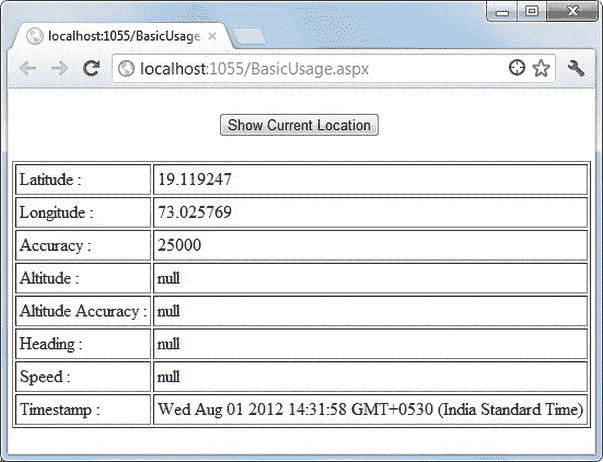 localhost:1055/BasicUsage.
localhost:1055/BasicUsage.aspx
Show Current Location
Latitude : 19.119247
Longitude : 73.025769
Accuracy : 25000
Altitude : null
Altitude Accuracy : null
Heading : null
Speed : null
Timestamp : Wed Aug 01 2012 14:31:58 GMT+0530 (India Standard Time)